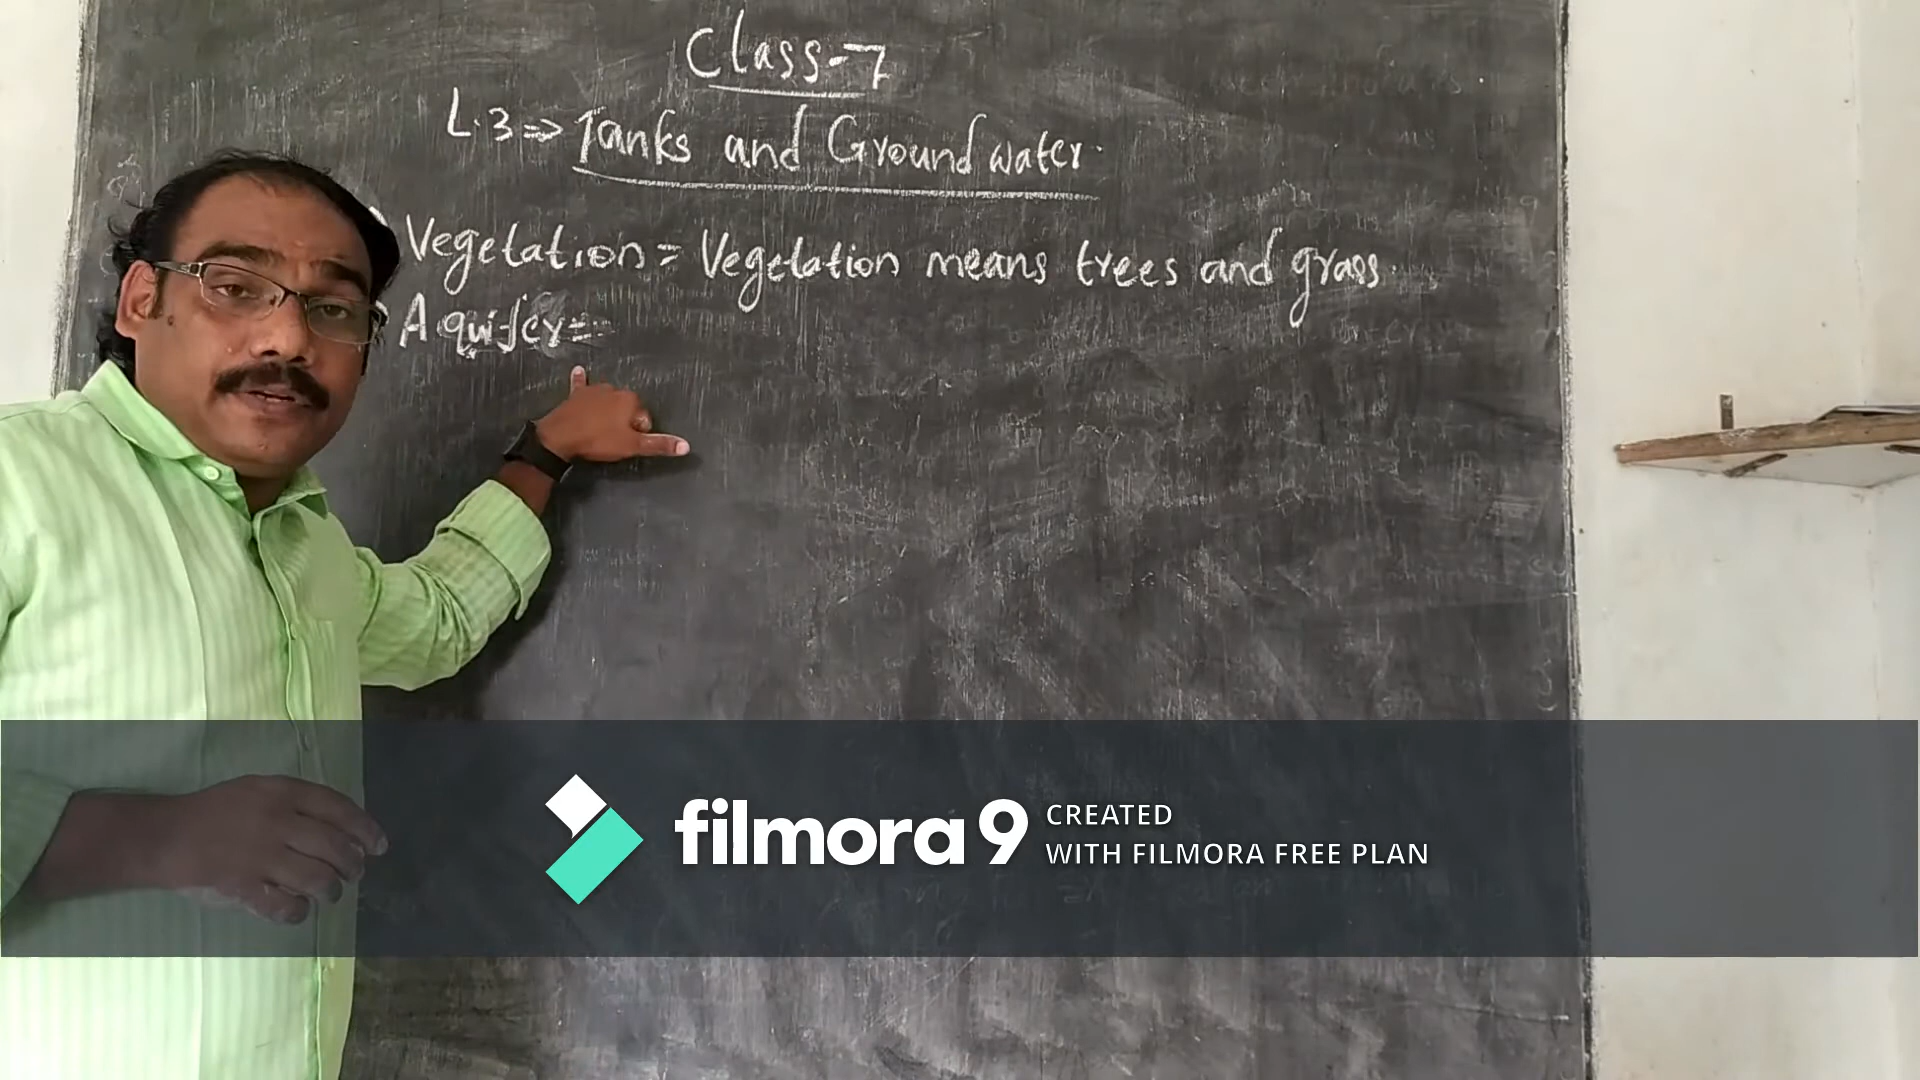 Class-7
L.3 => Tanks and Ground water.
Vegetation = Vegetation means trees and grass.
Aquifer =
filmora 9
CREATED
WITH FILMORA FREE PLAN